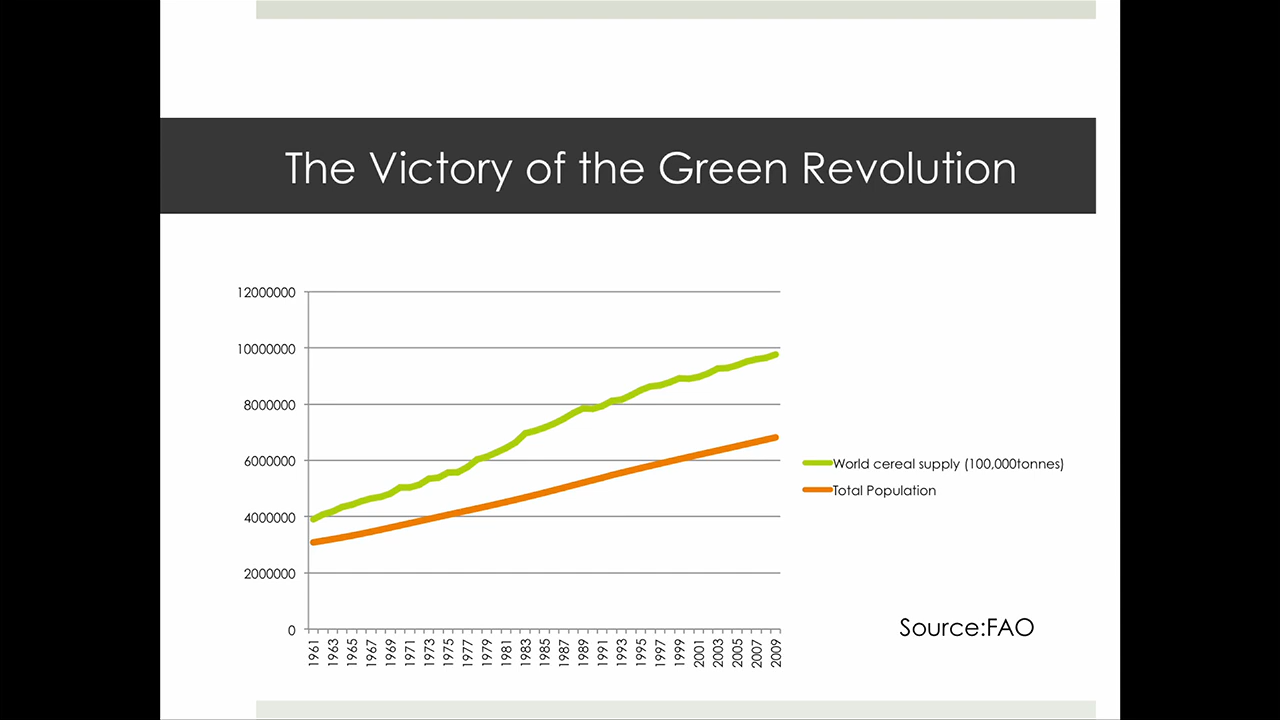 The Victory of the Green Revolution
12000000
10000000
8000000
6000000
4000000
2000000
0
1961 1963 1965 1967 1969 1971 1973 1975 1977 1979 1981 1983 1985 1987 1989 1991 1993 1995 1997 1999 2001 2003 2005 2007 2009
World cereal supply (100,000tonnes)
Total Population
Source:FAO